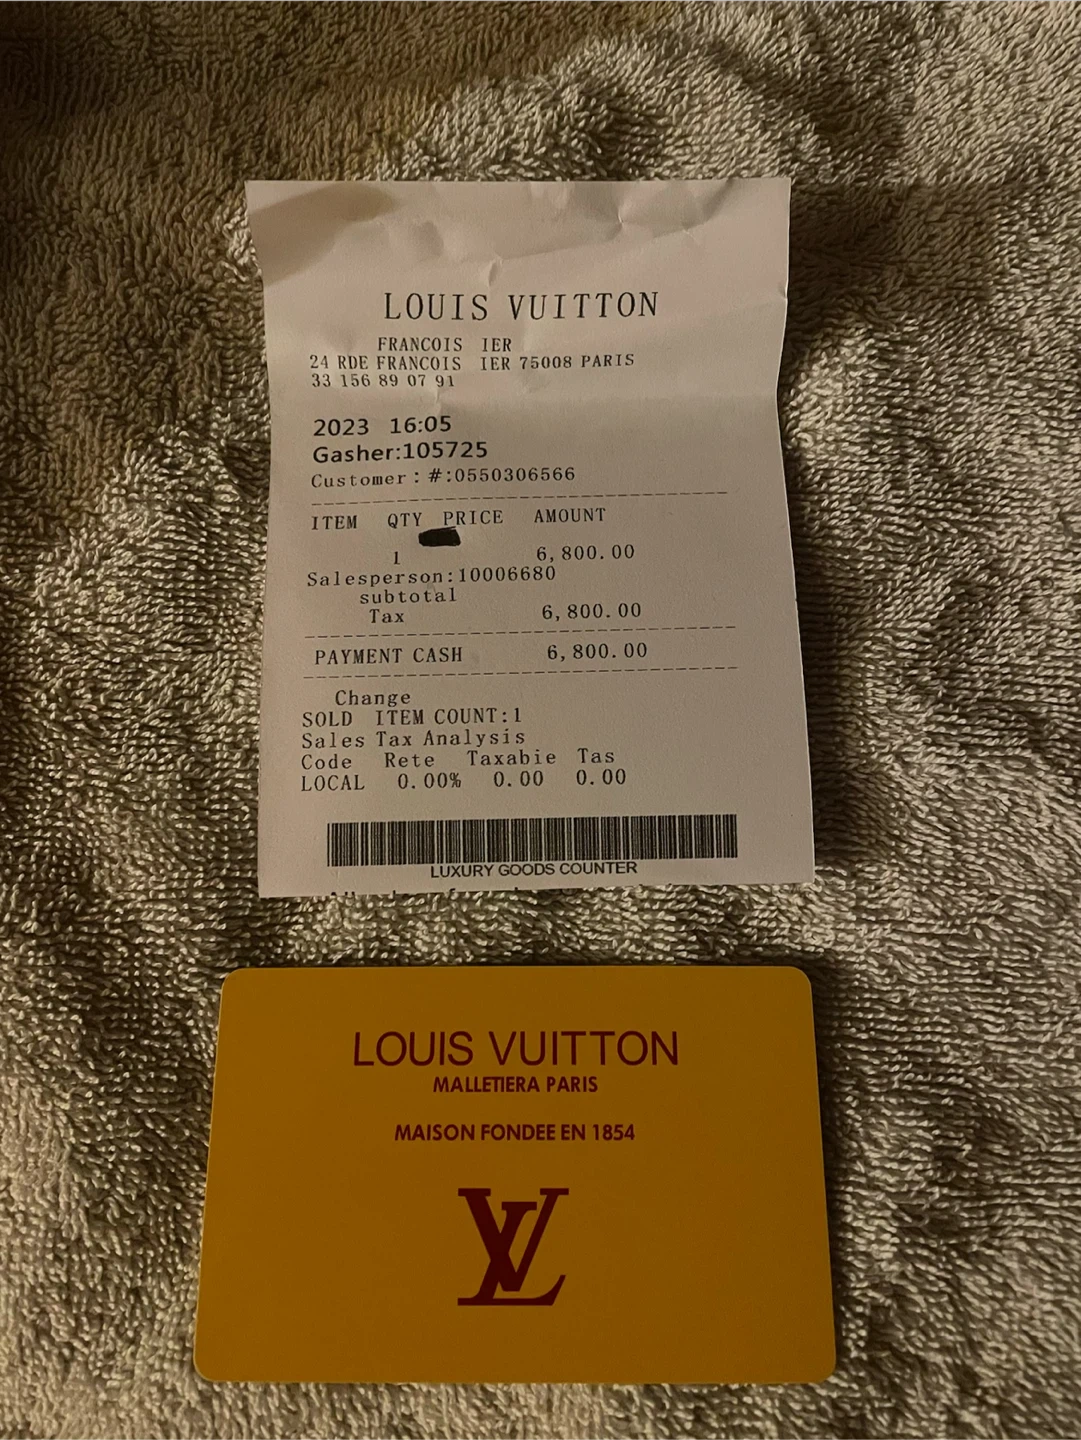 LOUIS VUITTON
FRANCOIS IER
24 RDE FRANCOIS IER 75008 PARIS
33 156 89 07 91
2023 16:05
Gasher:105725
Customer:#:0550306566
ITEM QTY PRICE AMOUNT
1 6,800.00
Salesperson:10006680
subtotal
Tax 6,800.00
PAYMENT CASH 6,800.00
Change
SOLD ITEM COUNT:1
Sales Tax Analysis
Code Rete Taxabie Tas
LOCAL 0.00% 0.00 0.00
LUXURY GOODS COUNTER
LOUIS VUITTON
MALLETIERA PARIS
MAISON FONDEE EN 1854
LV